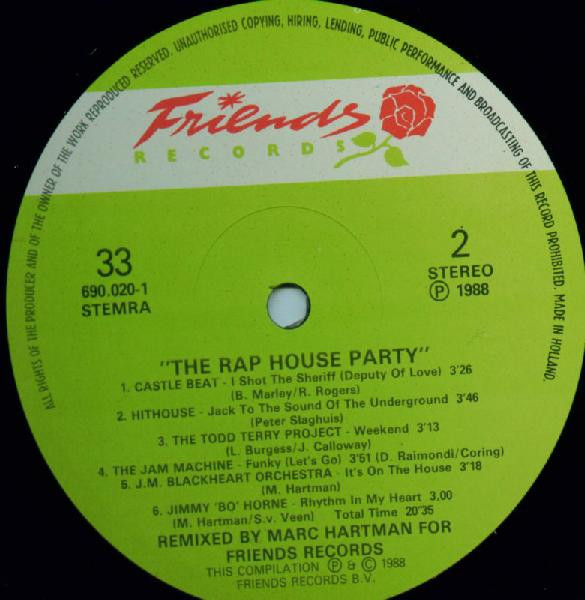 ALL RIGHTS OF THE PRODUCER AND OF THE OWNER OF THE WORK REPRODUCED RESERVED. UNAUTHORISED COPYING, HIRING, LENDING, PUBLIC PERFORMANCE AND BROADCASTING OF THIS RECORD PROHIBITED. MADE IN HOLLAND.
Friends
RECORDS
33
690.020-1
STEMRA
2
STEREO
Ⓟ 1988
"THE RAP HOUSE PARTY"
1. CASTLE BEAT - I Shot The Sheriff (Deputy Of Love) 3'26
(B. Marley/R. Rogers)
2. HITHOUSE - Jack To The Sound Of The Underground 3'46
(Peter Slaghuis)
3. THE TODD TERRY PROJECT - Weekend 3'13
(L. Burgess/J. Calloway)
4. THE JAM MACHINE - Funky (Let's Go) 3'51 (D. Raimondi/Coring)
5. J.M. BLACKHEART ORCHESTRA - It's On The House 3'18
(M. Hartman)
6. JIMMY 'BO' HORNE - Rhythm In My Heart 3,00
(M. Hartman/S.v. Veen) Total Time 20'35
REMIXED BY MARC HARTMAN FOR
FRIENDS RECORDS
THIS COMPILATION Ⓟ & © 1988
FRIENDS RECORDS B.V.